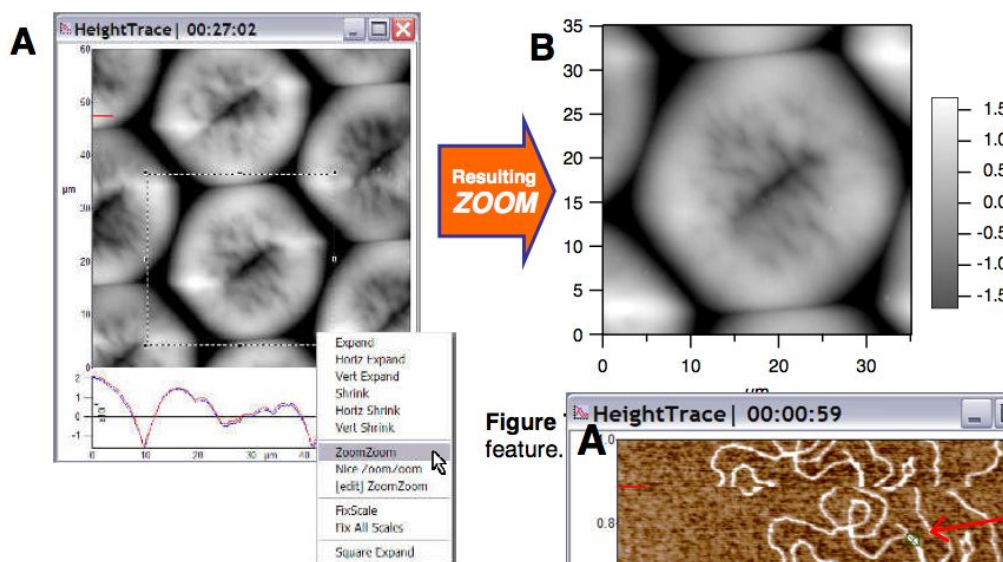 A
HeightTrace| 00:27:02
60
50
40
µm
30
20
10
0
2
1
0
-1
0
10
20
30 µm
40
Expand
Horiz Expand
Vert Expand
Shrink
Horiz Shrink
Vert Shrink
ZoomZoom
Nice ZoomZoom
[edit] ZoomZoom
FixScale
Fix All Scales
Square Expand
Resulting
ZOOM
B
35
30
25
20
15
10
5
0
0
10
20
30
µm
1.5
1.0
0.5
0.0
-0.5
-1.0
-1.5
Figure
feature.
A
HeightTrace| 00:00:59
1.0
0.8